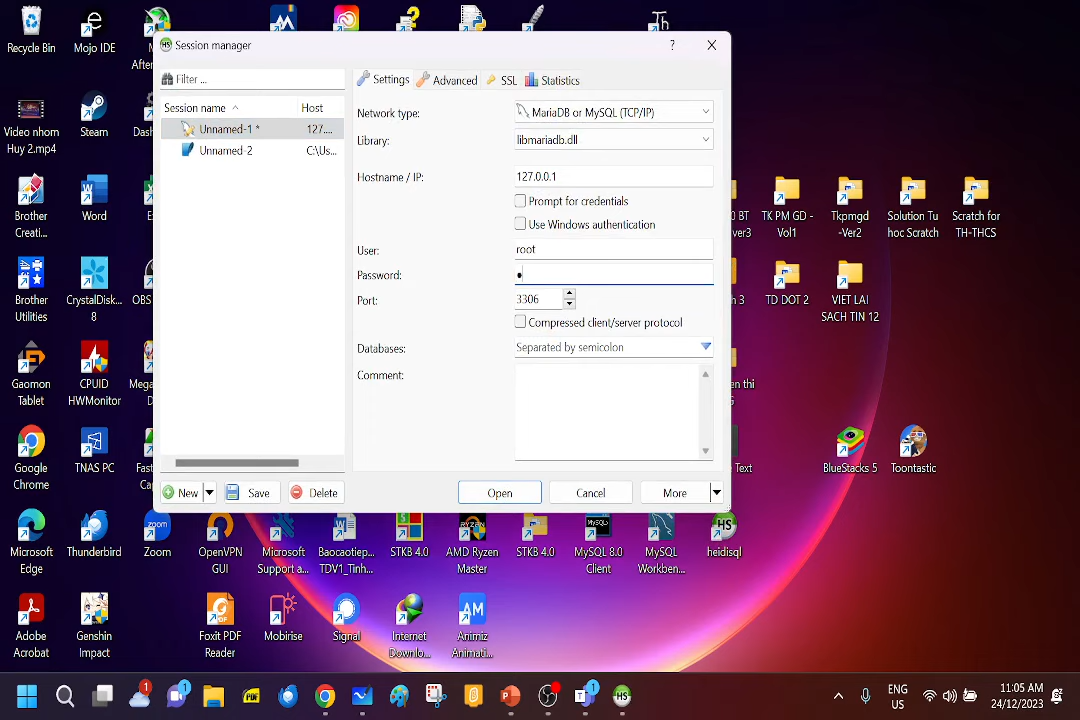 Session manager
?
Filter ...
Session name
Host
Unnamed-1 *
127....
Unnamed-2
C:\Us...
Settings
Advanced
SSL
Statistics
Network type:
MariaDB or MySQL (TCP/IP)
Library:
libmariadb.dll
Hostname / IP:
127.0.0.1
Prompt for credentials
Use Windows authentication
User:
root
Password:
●
Port:
3306
Compressed client/server protocol
Databases:
Separated by semicolon
Comment:
New
Save
Delete
Open
Cancel
More
Recycle Bin
Mojo IDE
Video nhom
Huy 2.mp4
Steam
Brother
Creati...
Word
Brother
Utilities
CrystalDisk...
8
Gaomon
Tablet
CPUID
HWMonitor
Google
Chrome
TNAS PC
TK PM GD -
Vol1
Tkpmgd
-Ver2
Solution Tu
hoc Scratch
Scratch for
TH-THCS
TD DOT 2
VIET LAI
SACH TIN 12
BlueStacks 5
Toontastic
Microsoft
Edge
Thunderbird
Zoom
OpenVPN
GUI
Microsoft
Support a...
Baocaotiep...
TDV1_Tinh...
STKB 4.0
AMD Ryzen
Master
STKB 4.0
MySQL 8.0
Client
MySQL
Workben...
heidisql
Adobe
Acrobat
Genshin
Impact
Foxit PDF
Reader
Mobirise
Signal
Internet
Downlo...
Animiz
Animati...
ENG
US
11:05 AM
24/12/2023